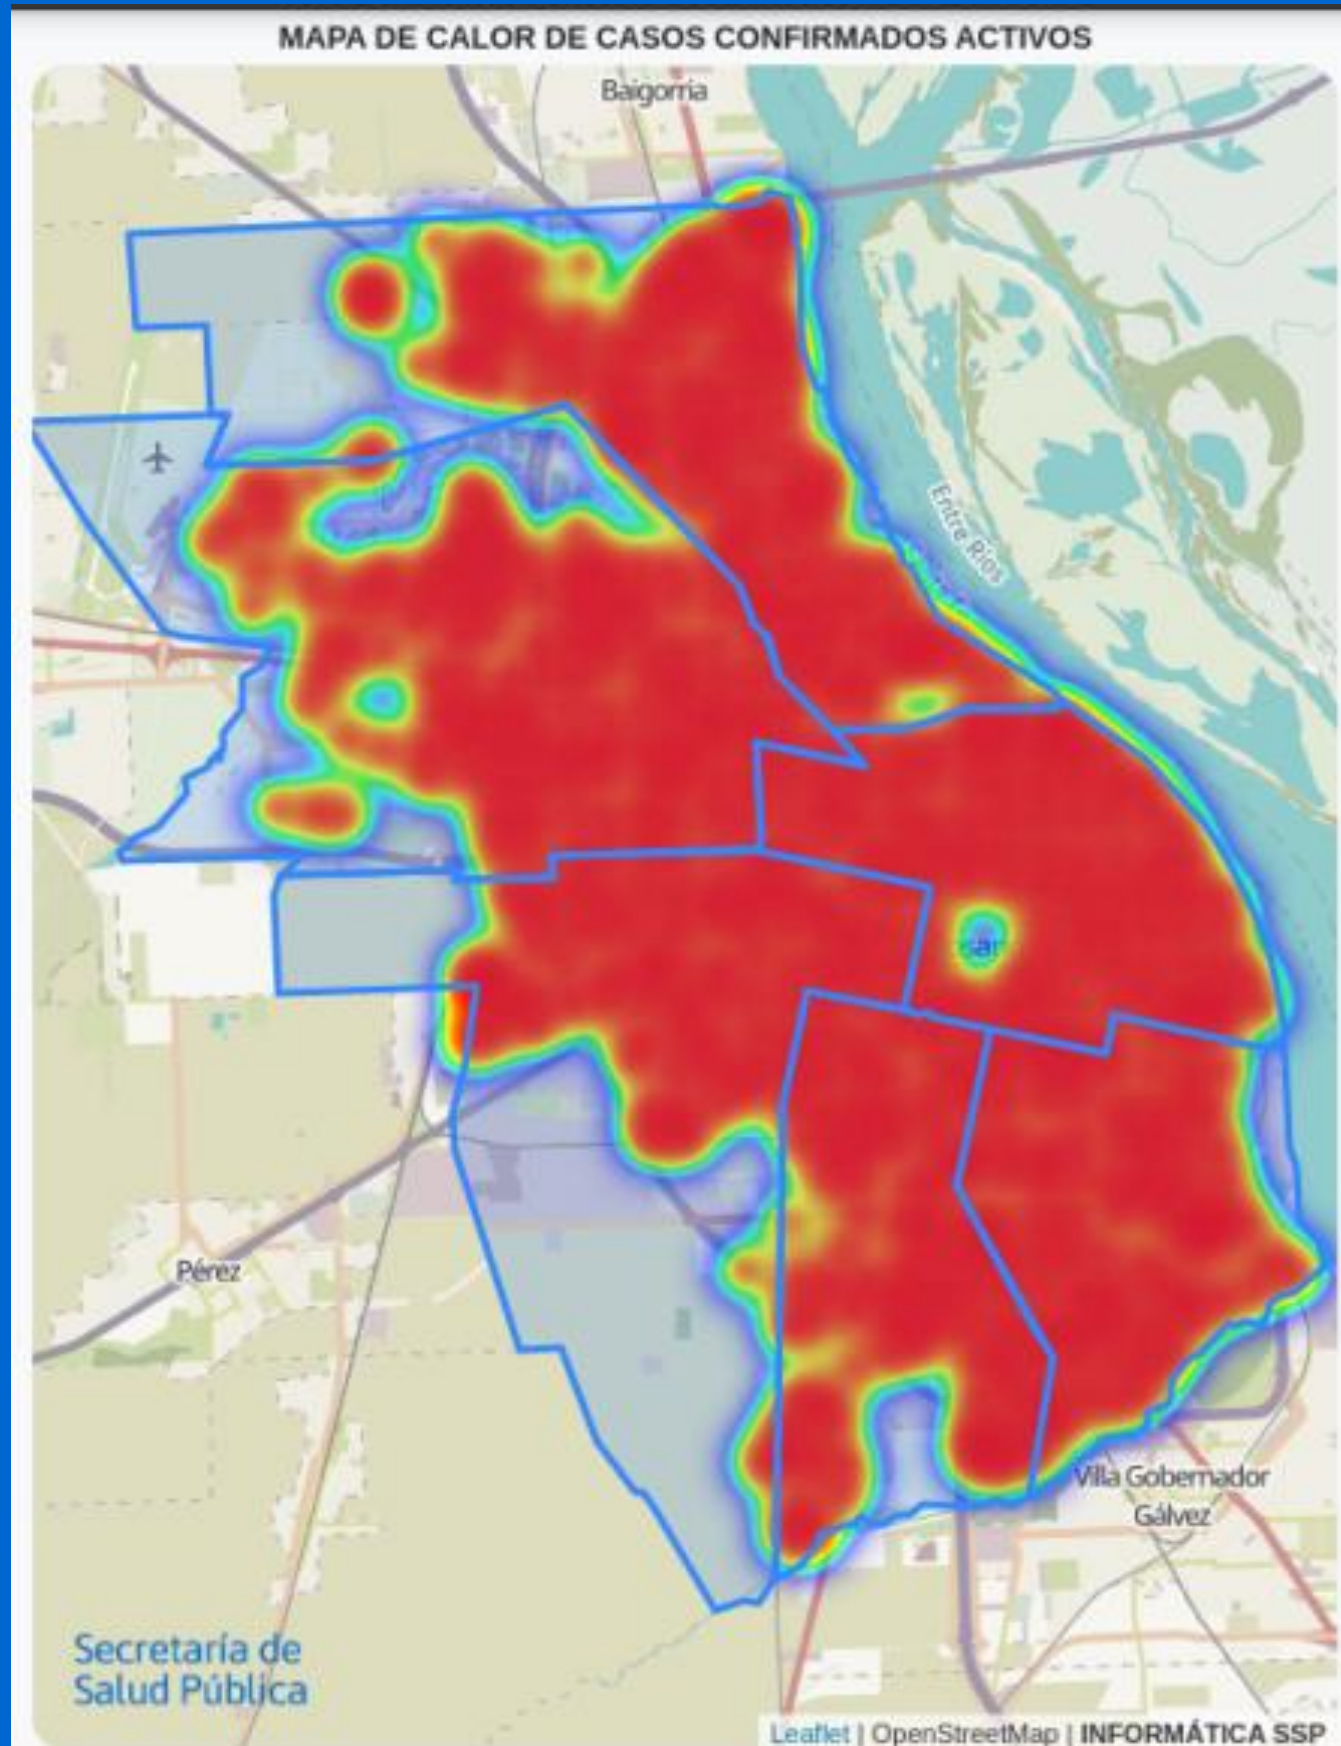 MAPA DE CALOR DE CASOS CONFIRMADOS ACTIVOS
Baigorria
Entre Ríos
Pérez
Villa Gobernador
Gálvez
Secretaría de
Salud Pública
Leaflet | OpenStreetMap | INFORMÁTICA SSP